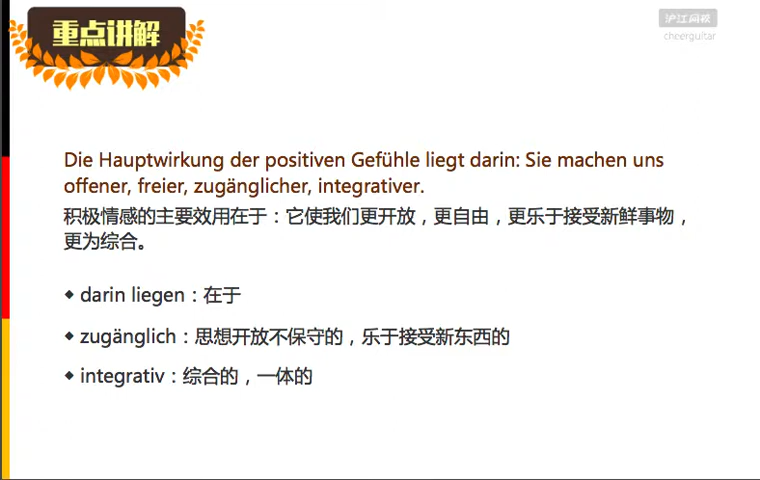 重点讲解
沪江网校
cheerguitar
Die Hauptwirkung der positiven Gefühle liegt darin: Sie machen uns
offener, freier, zugänglicher, integrativer.
积极情感的主要效用在于：它使我们更开放，更自由，更乐于接受新鲜事物，
更为综合。
◆ darin liegen：在于
◆ zugänglich：思想开放不保守的，乐于接受新东西的
◆ integrativ：综合的，一体的